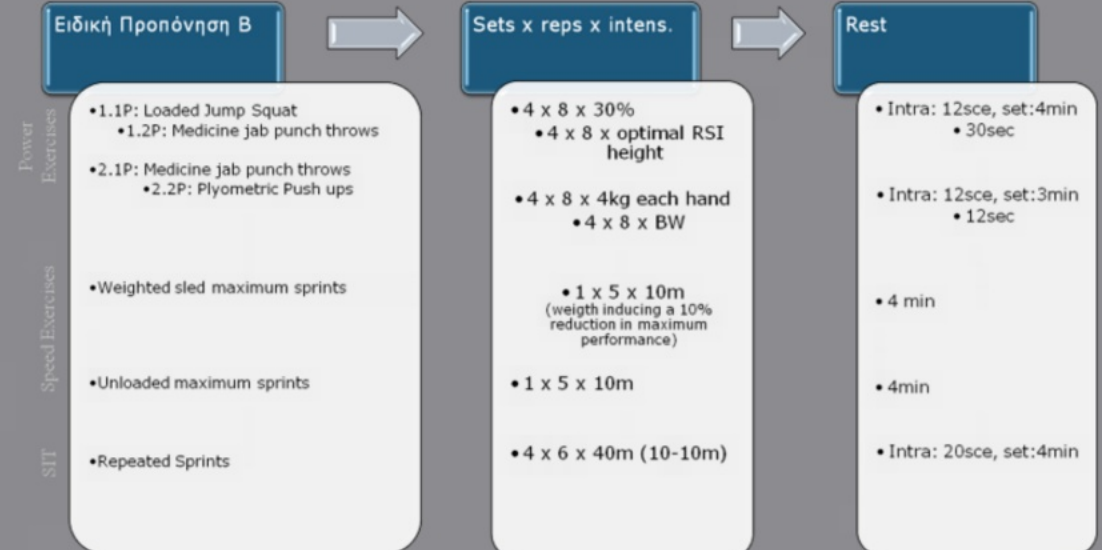 Ειδική Προπόνηση Β
Sets x reps x intens.
Rest
Power
Exercises
•1.1P: Loaded Jump Squat
•1.2P: Medicine jab punch throws
•2.1P: Medicine jab punch throws
•2.2P: Plyometric Push ups
•4 x 8 x 30%
•4 x 8 x optimal RSI
height
•4 x 8 x 4kg each hand
•4 x 8 x BW
•Intra: 12sce, set:4min
•30sec
•Intra: 12sce, set:3min
•12sec
Speed Exercises
•Weighted sled maximum sprints
•Unloaded maximum sprints
•1 x 5 x 10m
(weigth inducing a 10%
reduction in maximum
performance)
•1 x 5 x 10m
•4 min
•4min
SIT
•Repeated Sprints
•4 x 6 x 40m (10-10m)
•Intra: 20sce, set:4min